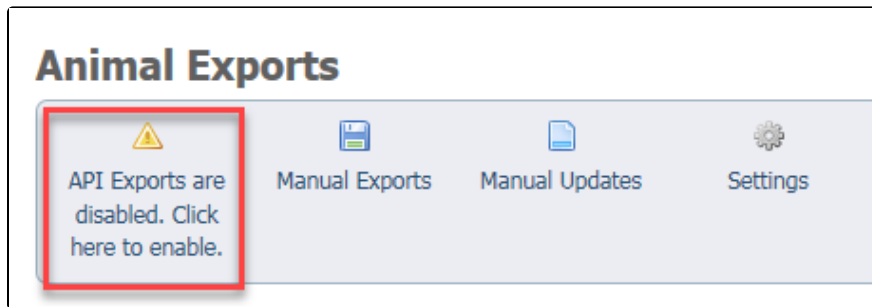 Animal Exports
API Exports are
disabled. Click
here to enable.
Manual Exports
Manual Updates
Settings